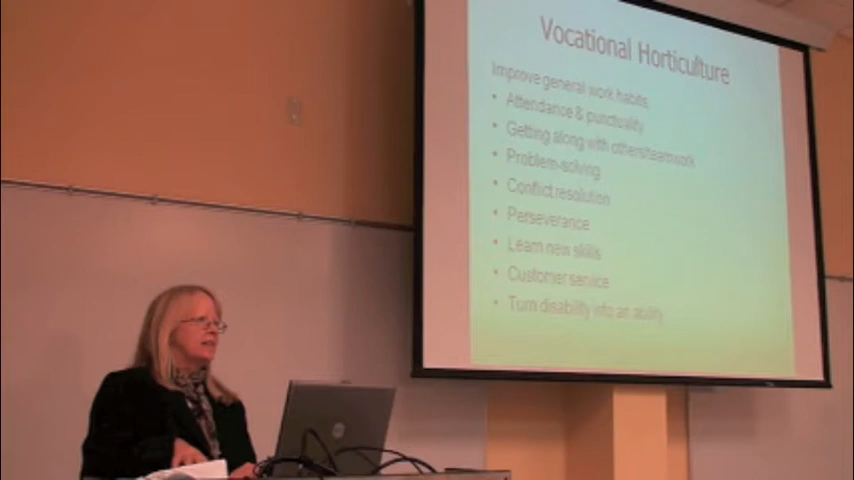 Vocational Horticulture
Improve general work habits
• Attendance & punctuality
• Getting along with others/teamwork
• Problem-solving
• Conflict resolution
• Perseverance
• Learn new skills
• Customer service
• Turn disability into an ability